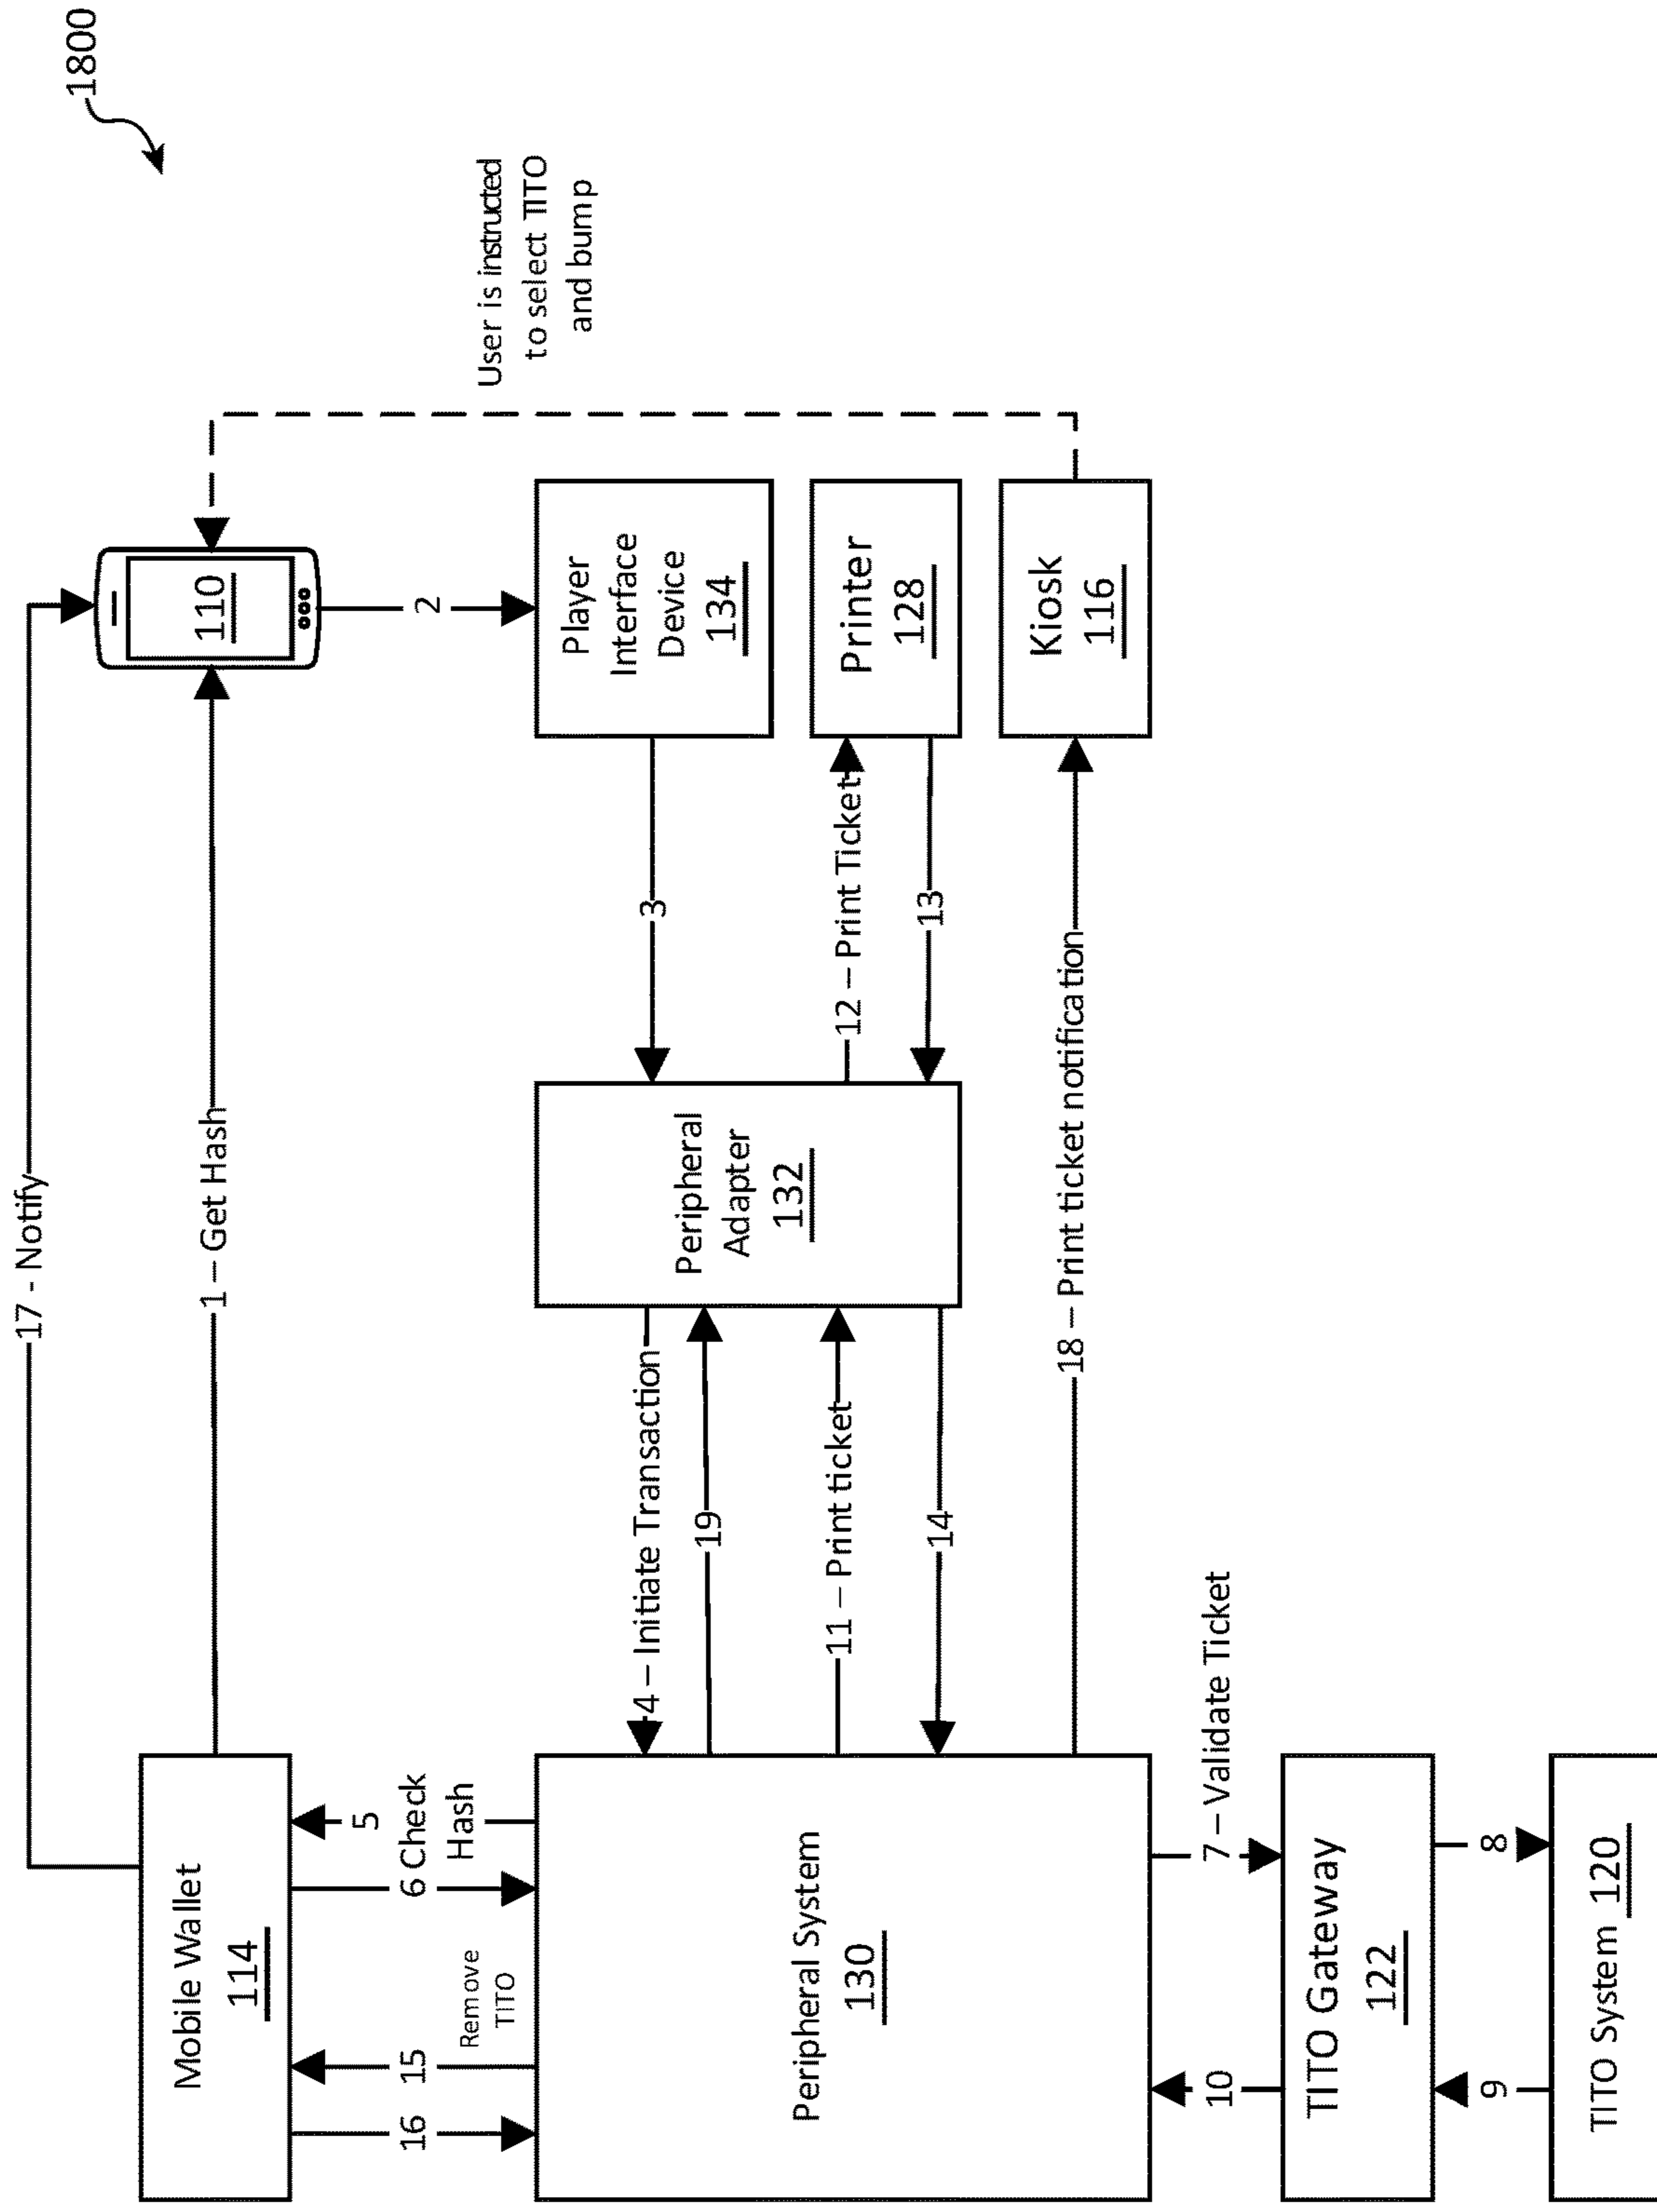 1800
17 - Notify
1 – Get Hash
110
User is instructed
to select TITO
and bump
2
Mobile Wallet
114
5
6 Check
Hash
15
Remove
TITO
16
Player
Interface
Device
134
3
Peripheral
Adapter
132
4 – Initiate Transaction
19
11 – Print ticket
14
12 – Print Ticket
13
Printer
128
Kiosk
116
18 – Print ticket notification
Peripheral System
130
7 – Validate Ticket
10
TITO Gateway
122
8
9
TITO System 120